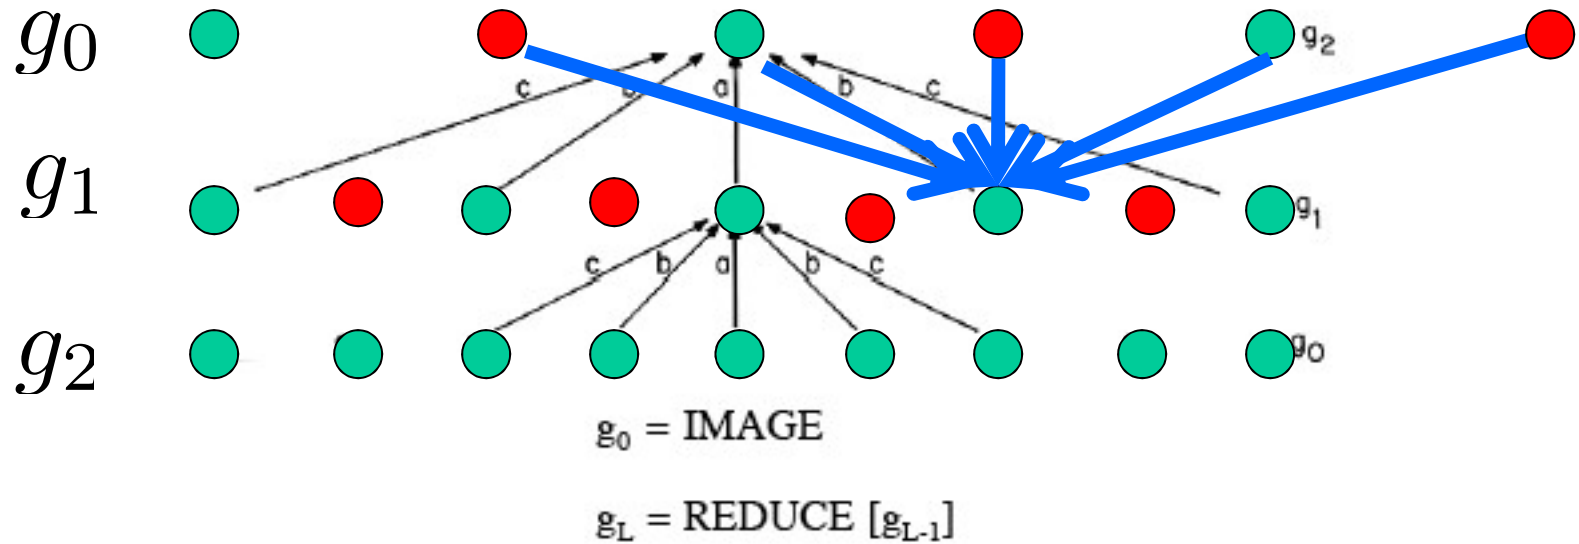 g0
g2
c b a b c
g1
g1
c b a b c
g2
g0
g0 = IMAGE
gL = REDUCE [gL-1]